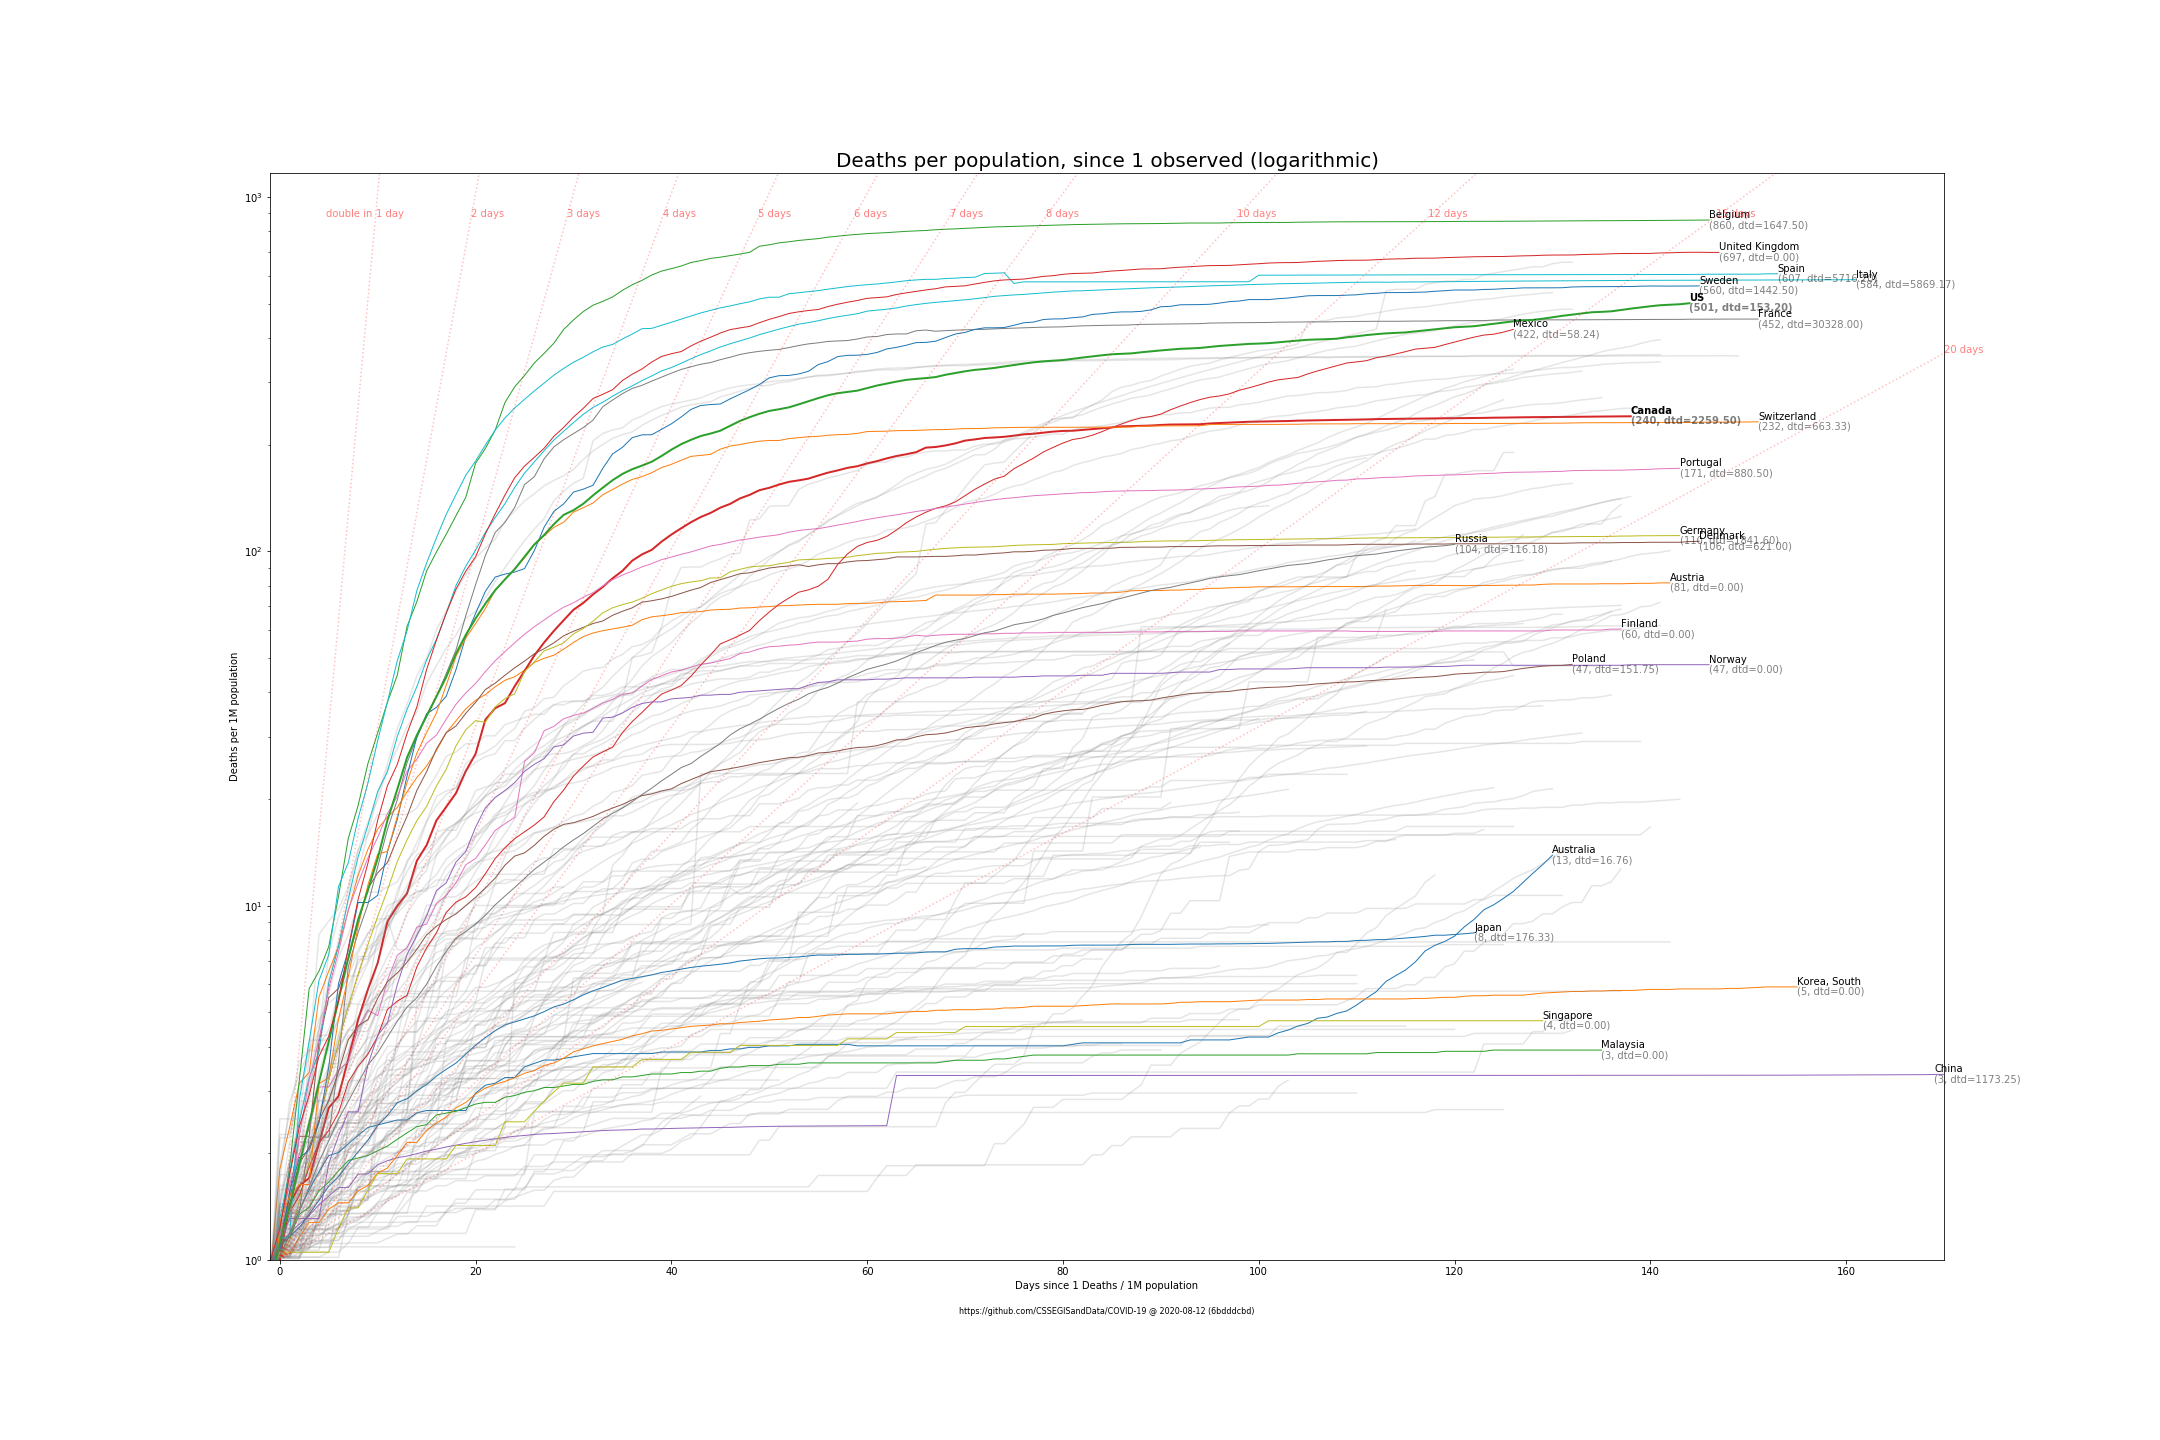 Deaths per population, since 1 observed (logarithmic)
10³
10²
10¹
10⁰
Deaths per 1M population
double in 1 day
2 days
3 days
4 days
5 days
6 days
7 days
8 days
10 days
12 days
days
20 days
Belgium
(860, dtd=1647.50)
United Kingdom
(697, dtd=0.00)
Spain
(607,
Italy
(584, dtd=5869.17)
Sweden
(560, dtd=1442.50)
US
(501, dtd=153.20)
France
(452, dtd=30328.00)
Mexico
(422, dtd=58.24)
Canada
(240, dtd=2259.50)
Switzerland
(232, dtd=663.33)
Portugal
(171, dtd=880.50)
Germany
Denmark
(106, dtd=621.00)
Russia
(104, dtd=116.18)
Austria
(81, dtd=0.00)
Finland
(60, dtd=0.00)
Poland
(47, dtd=151.75)
Norway
(47, dtd=0.00)
Australia
(13, dtd=16.76)
Japan
(8, dtd=176.33)
Korea, South
(5, dtd=0.00)
Singapore
(4, dtd=0.00)
Malaysia
(3, dtd=0.00)
China
(3, dtd=1173.25)
0 20 40 60 80 100 120 140 160
Days since 1 Deaths / 1M population
https://github.com/CSSEGISandData/COVID-19 @ 2020-08-12 (6bdddcbd)